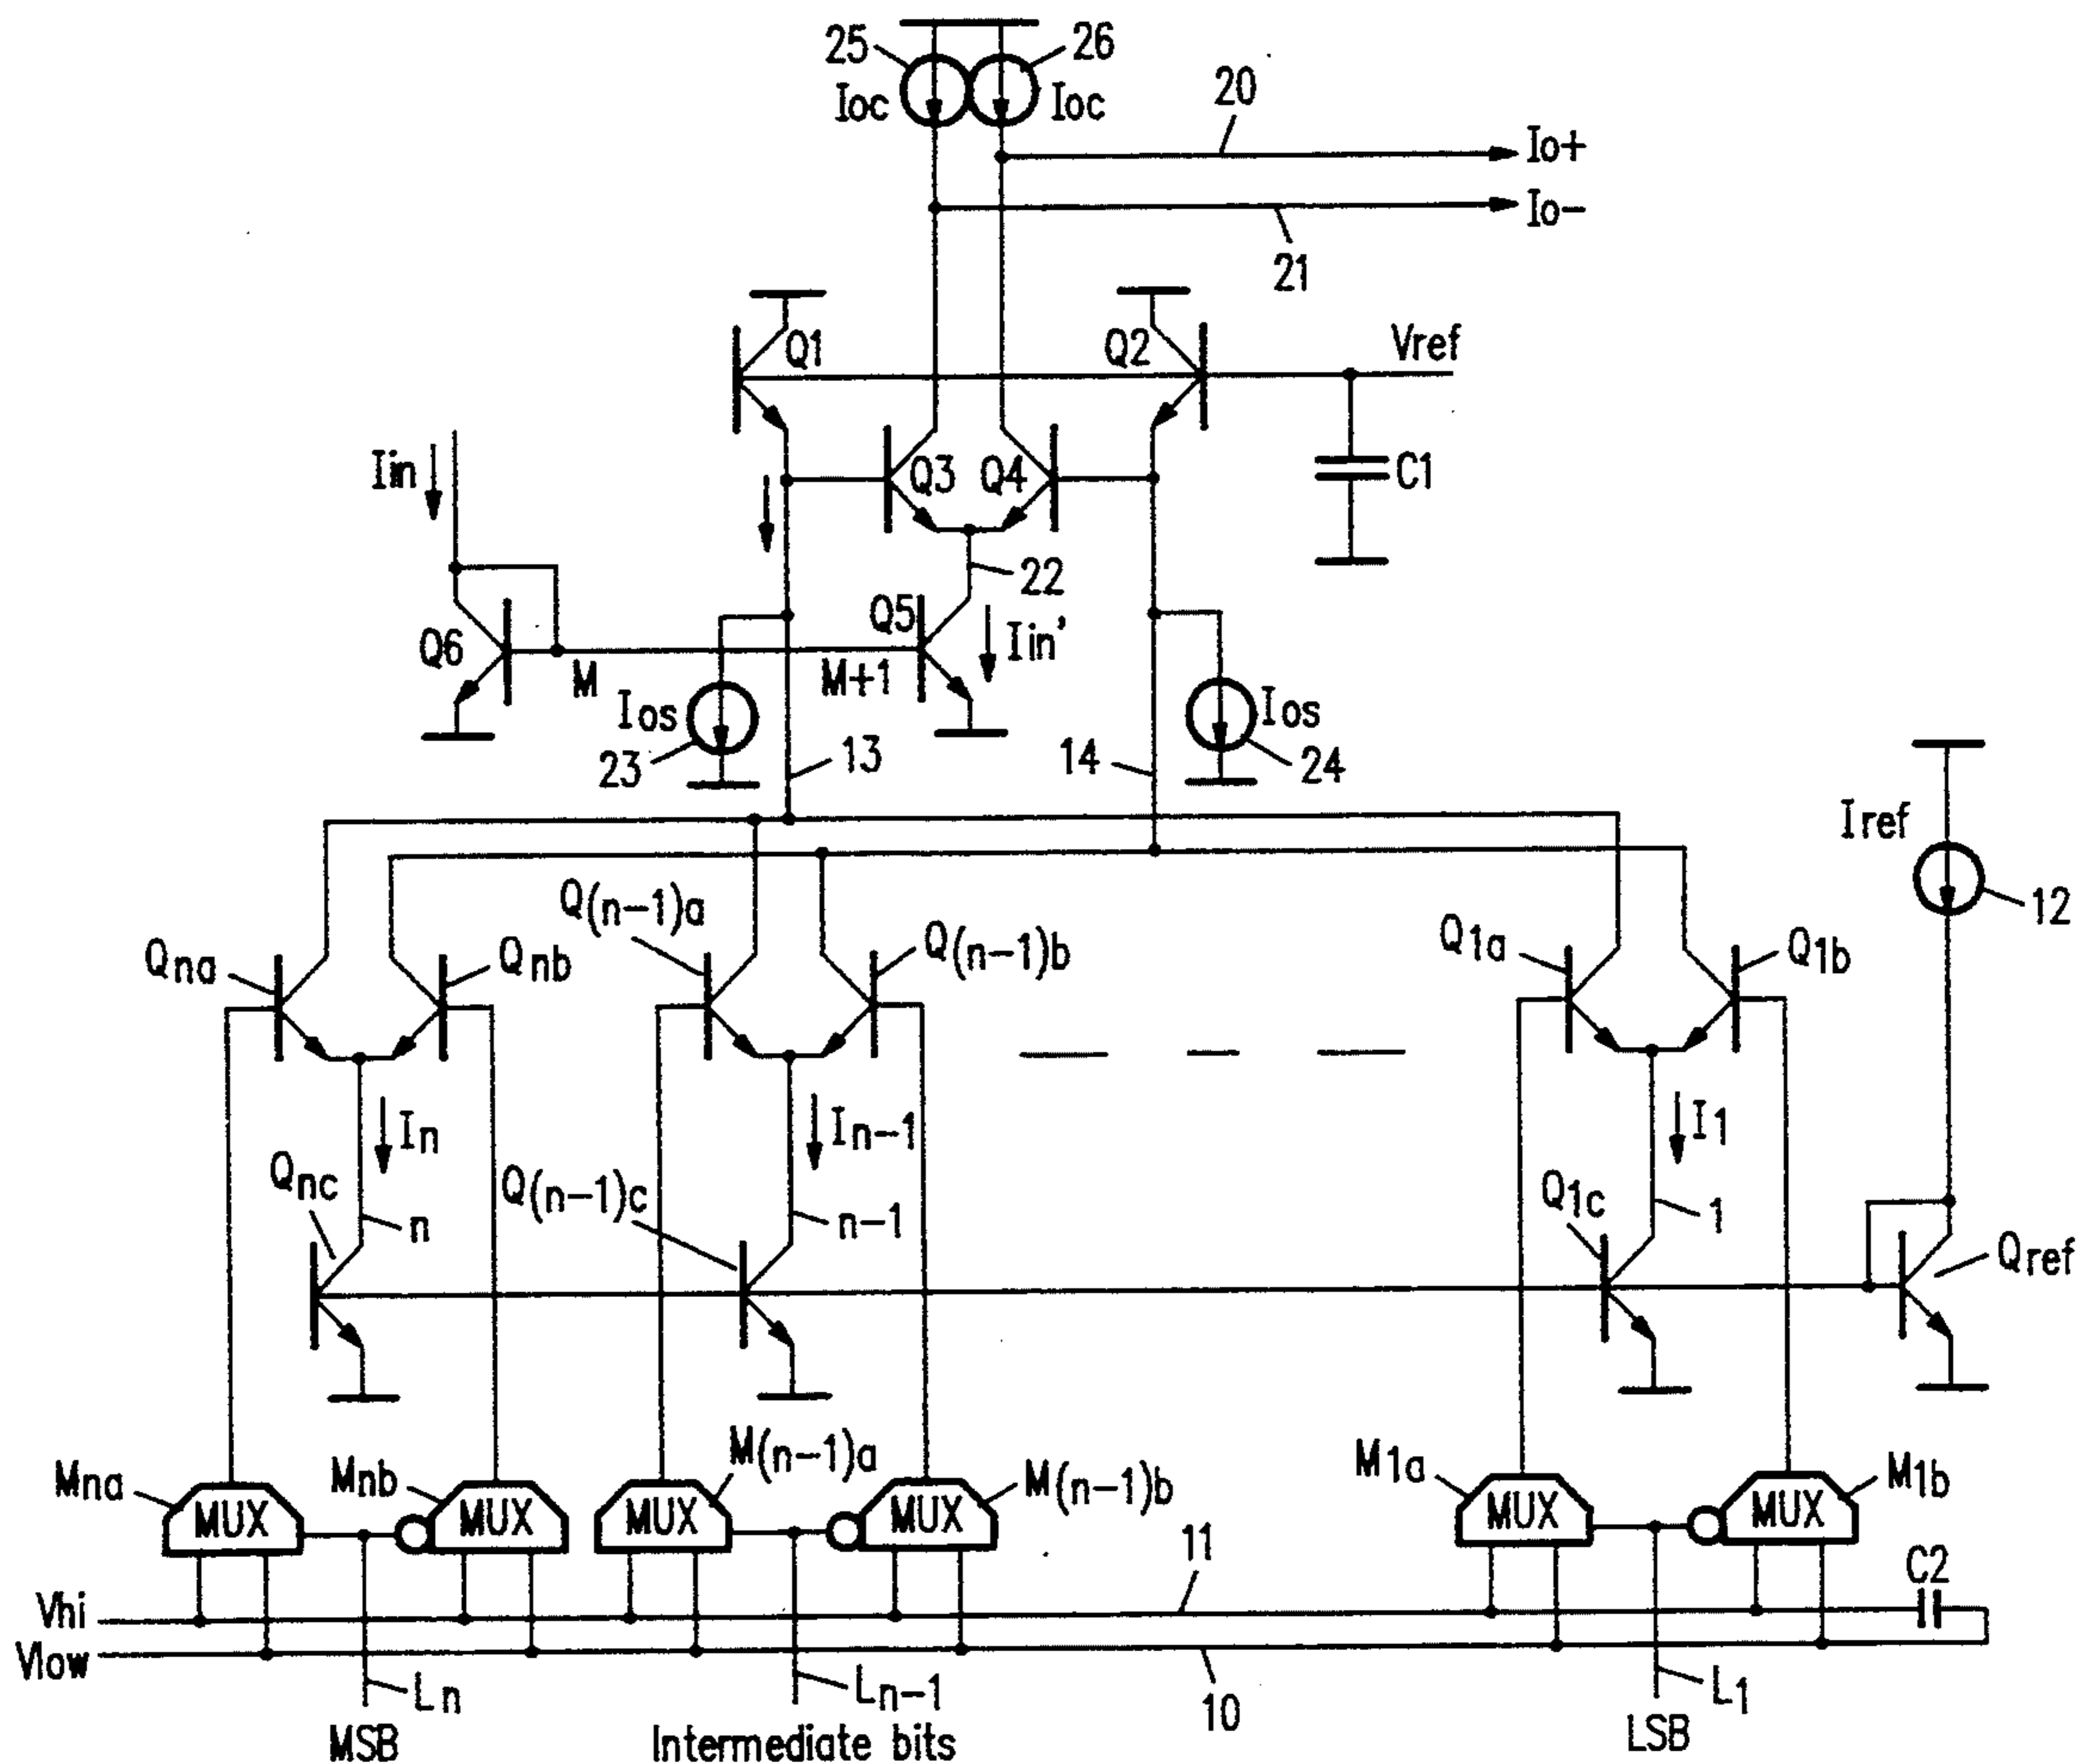 25
26
Ioc
Ioc
20
Io+
Io-
21
Q1
Q2
Vref
Iin
Q3
Q4
C1
22
Q6
M
M+1
Q5
Iin'
Ios
23
13
14
Ios
24
Iref
12
Qna
Qnb
Q(n-1)a
Q(n-1)b
Q1a
Q1b
In
In-1
I1
Qnc
n
Q(n-1)c
n-1
Q1c
1
Qref
Mna
MUX
Mnb
MUX
M(n-1)a
MUX
M(n-1)b
MUX
M1a
MUX
M1b
MUX
11
C2
Vhi
Vlow
Ln
Ln-1
10
L1
MSB
Intermediate bits
LSB